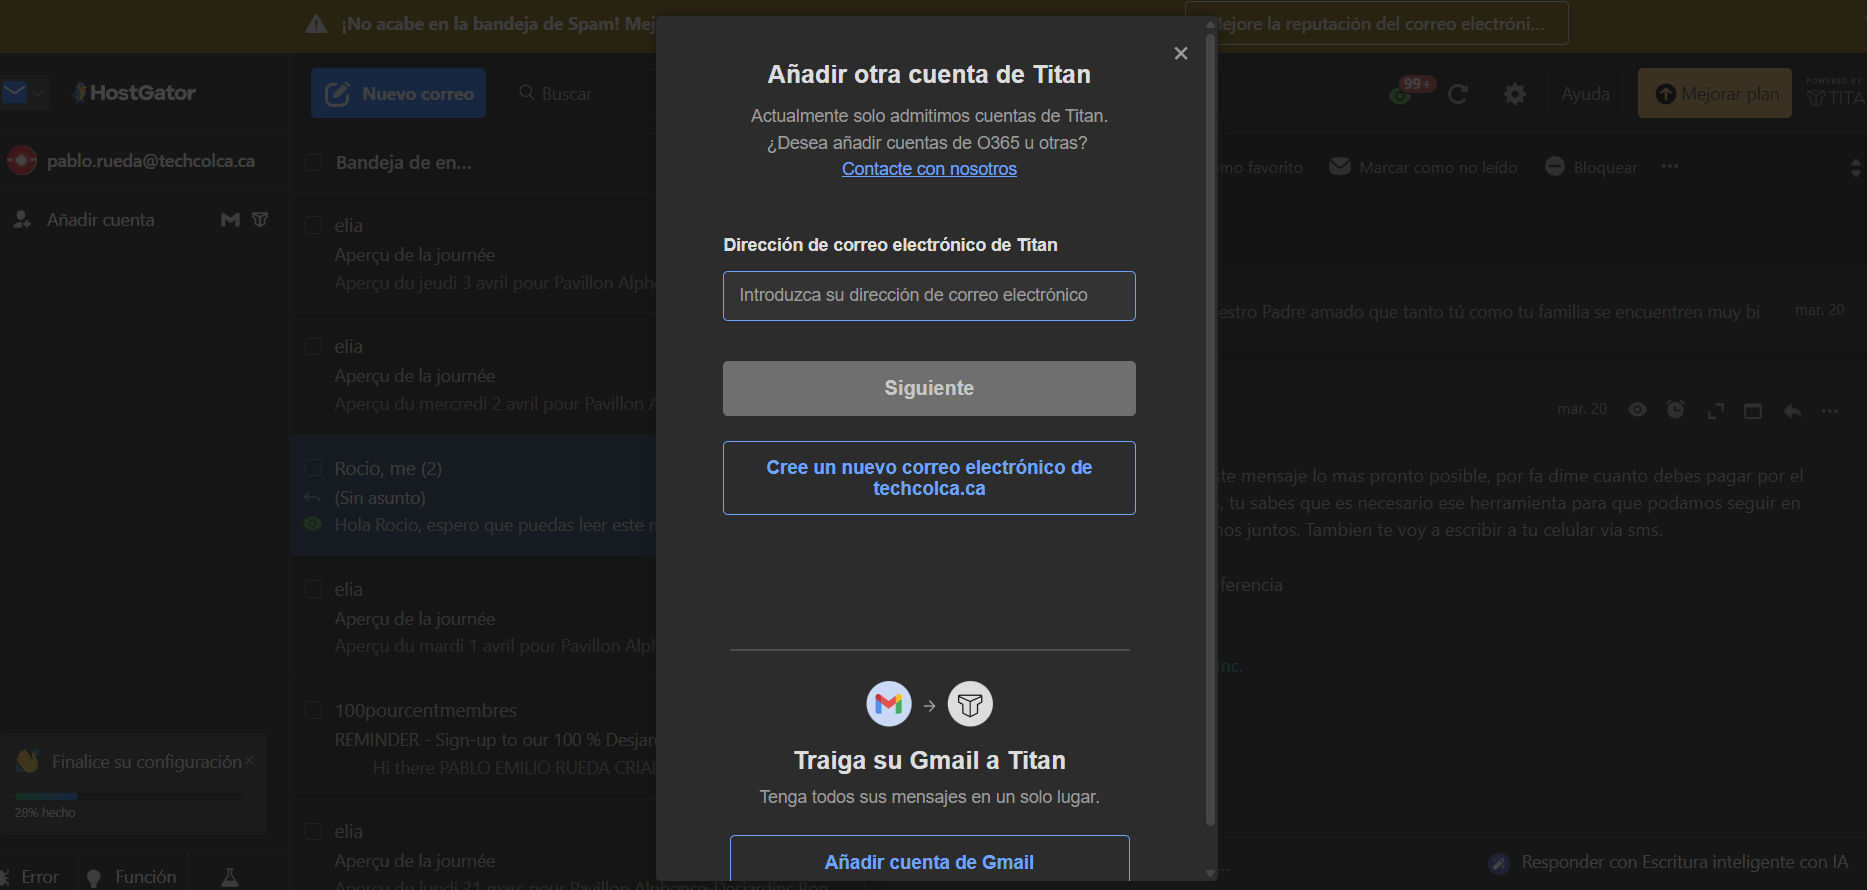 ¡No acabe en la bandeja de Spam! Mej
ejore la reputación del correo electróni...
HostGator
Nuevo correo
Buscar
99+
Ayuda
Mejorar plan
POWERED BY
TITA
pablo.rueda@techcolca.ca
Añadir cuenta
Bandeja de en...
mo favorito
Marcar como no leído
Bloquear
elia
Aperçu de la journée
Aperçu du jeudi 3 avril pour Pavillon Alph
elia
Aperçu de la journée
Aperçu du mercredi 2 avril pour Pavillon A
Rocio, me (2)
(Sin asunto)
Hola Rocio, espero que puedas leer este m
elia
Aperçu de la journée
Aperçu du mardi 1 avril pour Pavillon Alp
100pourcentmembres
REMINDER - Sign-up to our 100 % Desjar
Hi there PABLO EMILIO RUEDA CRIAL
elia
Aperçu de la journée
Aperçu du lundi 31 mars pour Pavillon Alphonse-Desjardins Bon
Finalice su configuración
28% hecho
Error
Función
Añadir otra cuenta de Titan
Actualmente solo admitimos cuentas de Titan.
¿Desea añadir cuentas de O365 u otras?
Contacte con nosotros
Dirección de correo electrónico de Titan
Introduzca su dirección de correo electrónico
Siguiente
Cree un nuevo correo electrónico de
techcolca.ca
Traiga su Gmail a Titan
Tenga todos sus mensajes en un solo lugar.
Añadir cuenta de Gmail
estro Padre amado que tanto tú como tu familia se encuentren muy bi
mar. 20
mar. 20
te mensaje lo mas pronto posible, por fa dime cuanto debes pagar por el
, tu sabes que es necesario ese herramienta para que podamos seguir en
nos juntos. Tambien te voy a escribir a tu celular via sms.
ferencia
Inc.
Responder con Escritura inteligente con IA